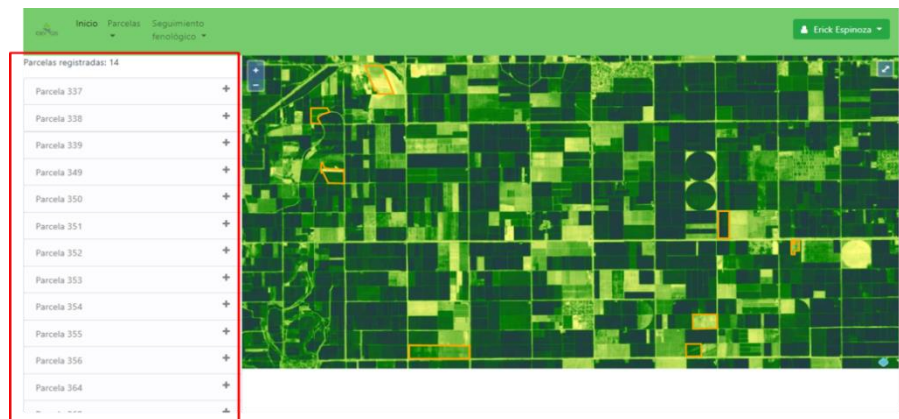 Inicio
Parcelas
Seguimiento
fenológico
Erick Espinoza
Parcelas registradas: 14
Parcela 337
Parcela 338
Parcela 339
Parcela 349
Parcela 350
Parcela 351
Parcela 352
Parcela 353
Parcela 354
Parcela 355
Parcela 356
Parcela 364